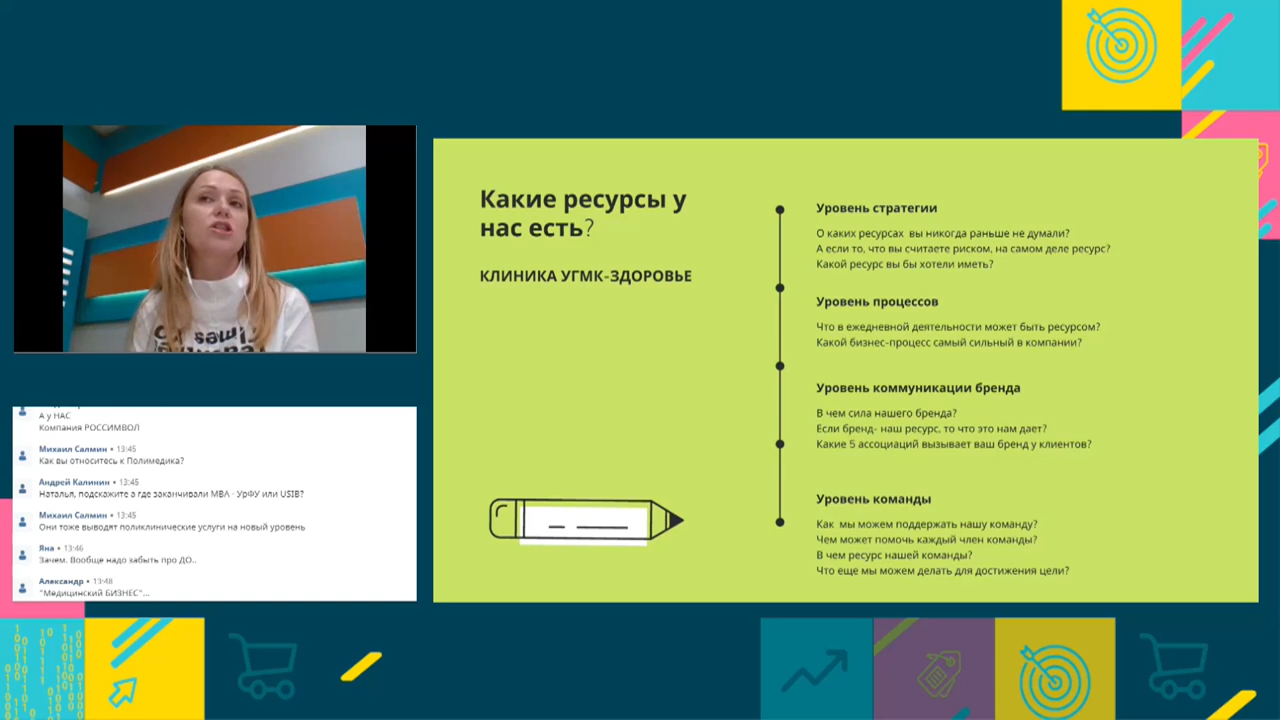 А у НАС
Компания РОССИМВОЛ
Михаил Салмин • 13:45
Как вы относитесь к Полимедика?
Андрей Калинин • 13:45
Наталья, подскажите а где заканчивали МВА - УрФУ или USIB?
Михаил Салмин • 13:45
Они тоже выводят поликлинические услуги на новый уровень
Яна • 13:46
Зачем. Вообще надо забыть про ДО..
Александр • 13:48
"Медицинский БИЗНЕС"...
Какие ресурсы у
нас есть?
КЛИНИКА УГМК-ЗДОРОВЬЕ
Уровень стратегии
О каких ресурсах вы никогда раньше не думали?
А если то, что вы считаете риском, на самом деле ресурс?
Какой ресурс вы бы хотели иметь?
Уровень процессов
Что в ежедневной деятельности может быть ресурсом?
Какой бизнес-процесс самый сильный в компании?
Уровень коммуникации бренда
В чем сила нашего бренда?
Если бренд- наш ресурс, то что это нам дает?
Какие 5 ассоциаций вызывает ваш бренд у клиентов?
Уровень команды
Как мы можем поддержать нашу команду?
Чем может помочь каждый член команды?
В чем ресурс нашей команды?
Что еще мы можем делать для достижения цели?